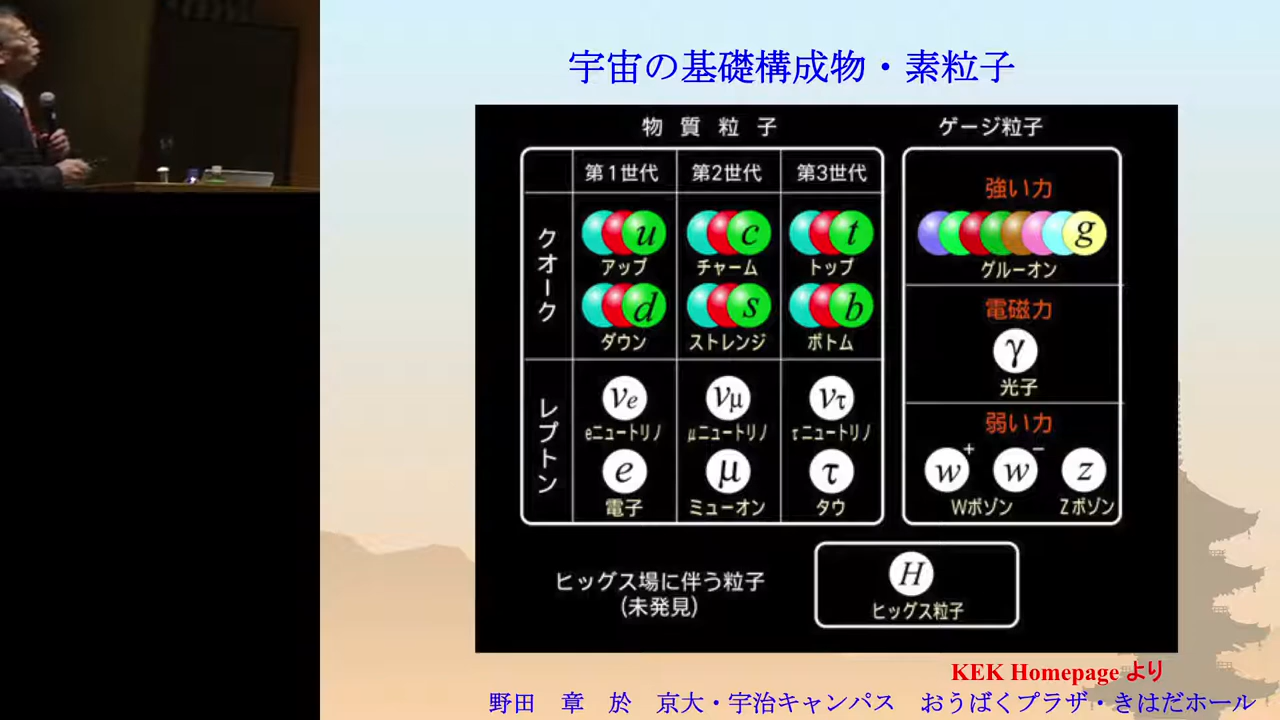 宇宙の基礎構成物・素粒子
物質粒子
ゲージ粒子
第1世代 第2世代 第3世代
クオーク
u c t
アップ チャーム トップ
d s b
ダウン ストレンジ ボトム
レプトン
νe νμ ντ
eニュートリノ μニュートリノ τニュートリノ
e μ τ
電子 ミューオン タウ
強い力
g
グルーオン
電磁力
γ
光子
弱い力
w+ w− z
Wボゾン Zボゾン
ヒッグス場に伴う粒子
(未発見)
H
ヒッグス粒子
KEK Homepage より
野田 章 於 京大・宇治キャンパス おうばくプラザ・きはだホール